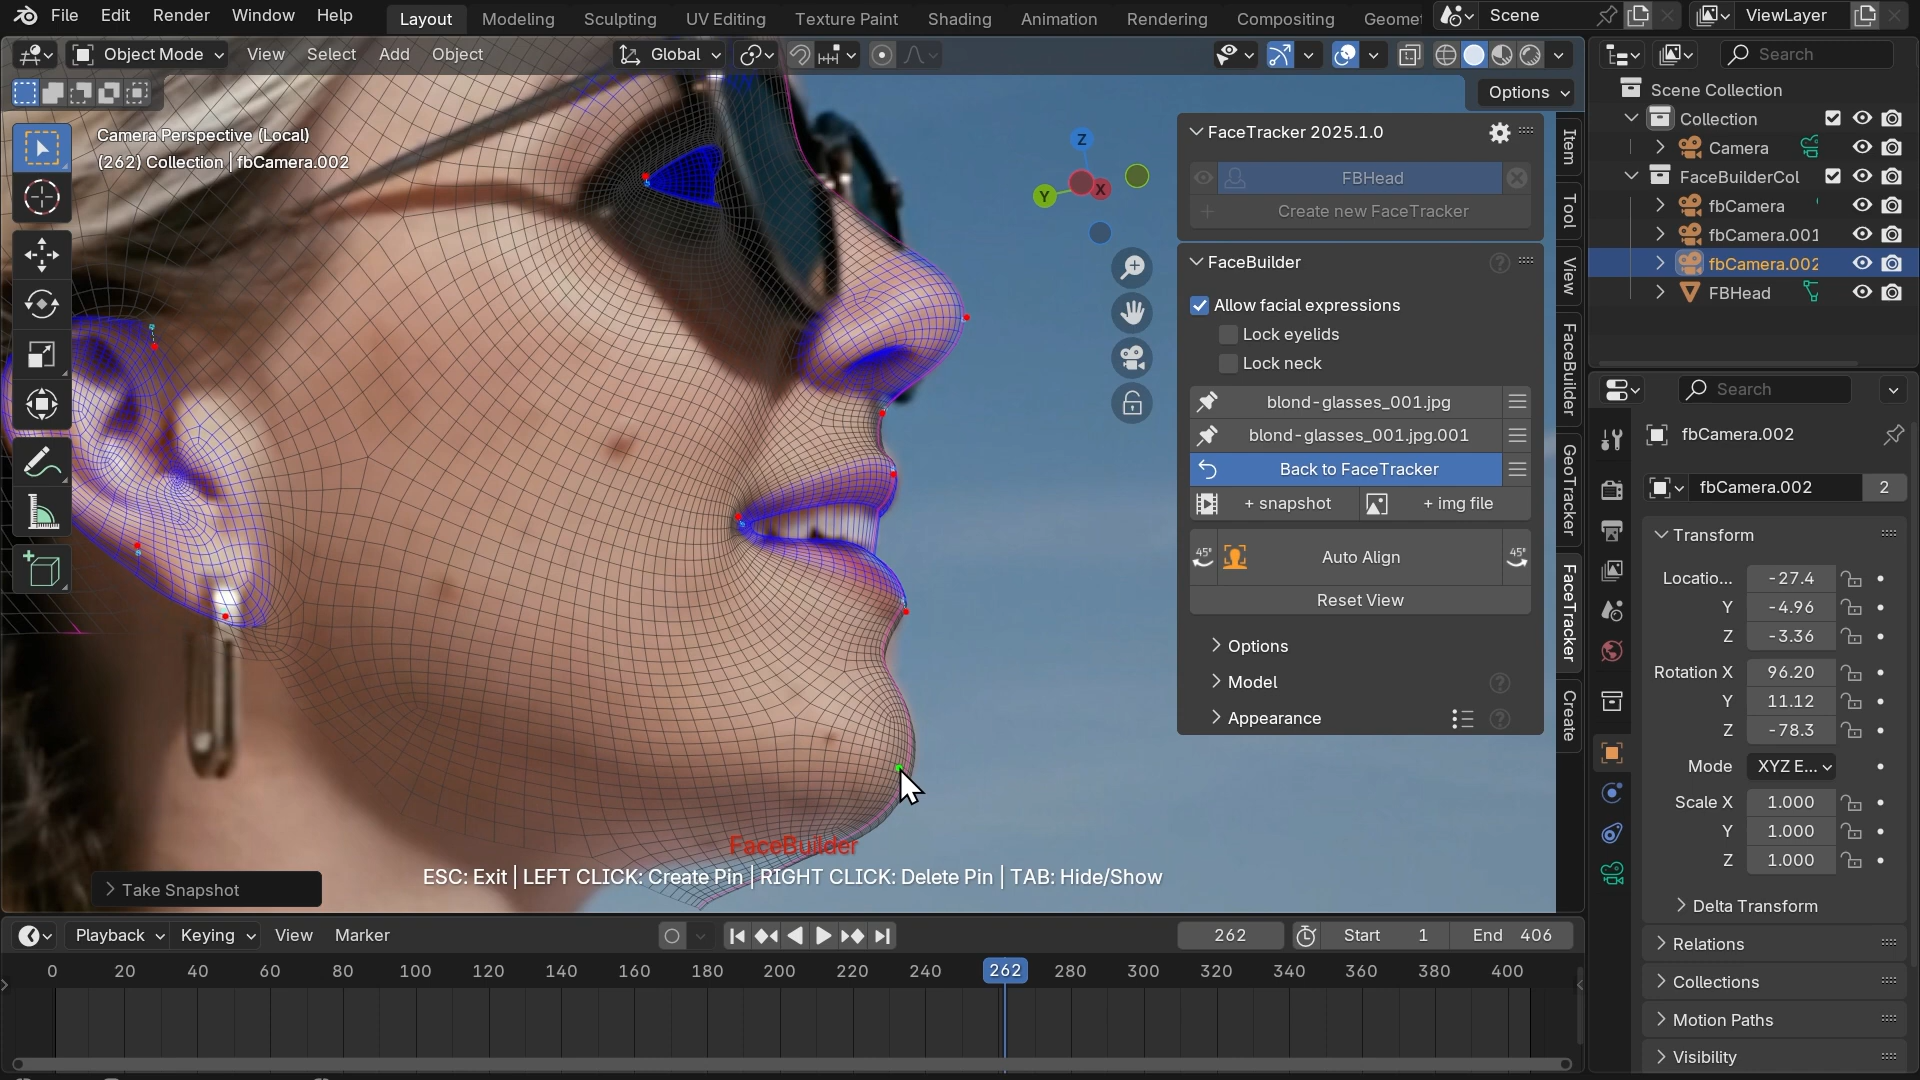 File Edit Render Window Help
Layout Modeling Sculpting UV Editing Texture Paint Shading Animation Rendering Compositing Geomet
Scene
ViewLayer
Object Mode View Select Add Object
Global
Search
Options
Camera Perspective (Local)
(262) Collection | fbCamera.002
Z
Y
X
FaceTracker 2025.1.0
FBHead
Create new FaceTracker
FaceBuilder
Allow facial expressions
Lock eyelids
Lock neck
blond-glasses_001.jpg
blond-glasses_001.jpg.001
Back to FaceTracker
+ snapshot + img file
45° Auto Align 45°
Reset View
Options
Model
Appearance
Item
Tool
View
FaceBuilder
GeoTracker
FaceTracker
Create
Scene Collection
Collection
Camera
FaceBuilderCol
fbCamera
fbCamera.001
fbCamera.002
FBHead
Search
fbCamera.002
fbCamera.002 2
Transform
Locatio... -27.4
Y -4.96
Z -3.36
Rotation X 96.20
Y 11.12
Z -78.3
Mode XYZ E...
Scale X 1.000
Y 1.000
Z 1.000
Delta Transform
Relations
Collections
Motion Paths
Visibility
FaceBuilder
ESC: Exit | LEFT CLICK: Create Pin | RIGHT CLICK: Delete Pin | TAB: Hide/Show
Take Snapshot
Playback Keying View Marker
262 Start 1 End 406
0 20 40 60 80 100 120 140 160 180 200 220 240 262 280 300 320 340 360 380 400